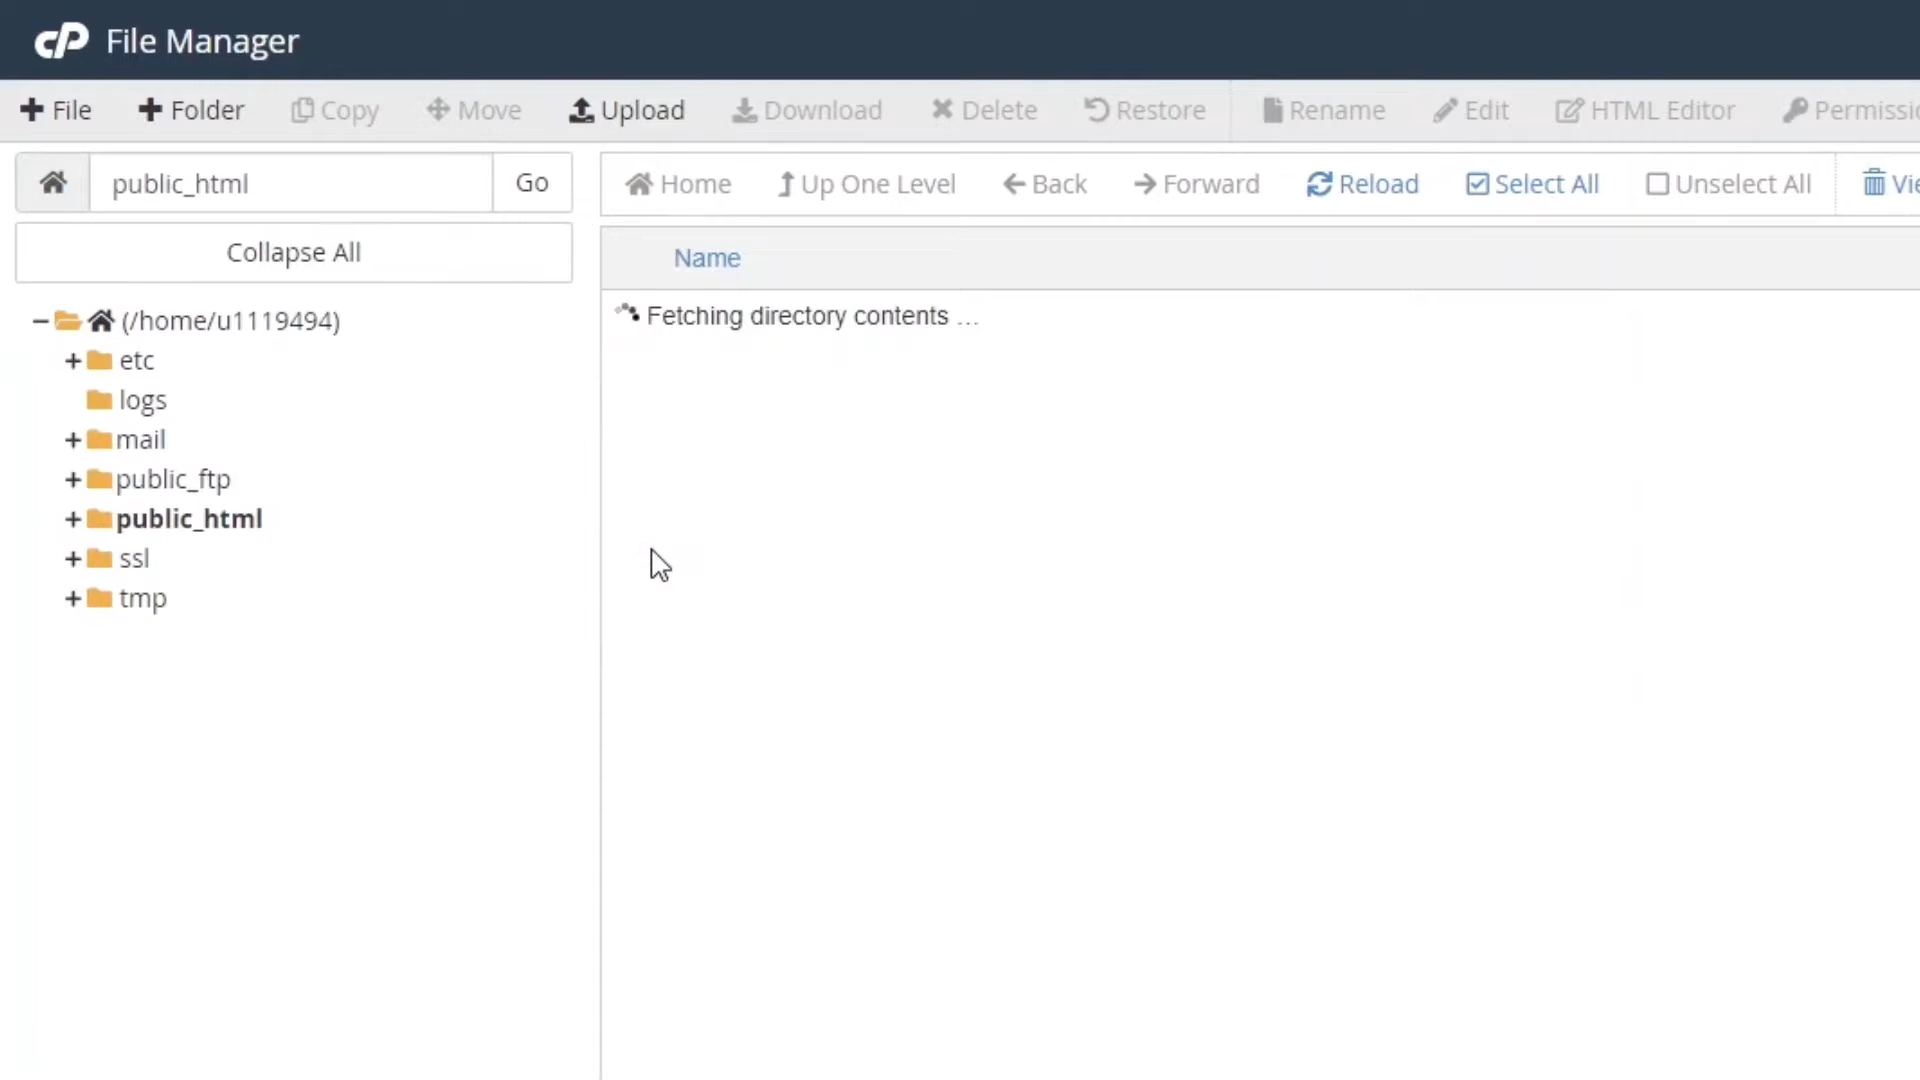 cP File Manager
File Folder Copy Move Upload Download Delete Restore Rename Edit HTML Editor
public_html Go Home Up One Level Back Forward Reload Select All Unselect All
Collapse All
Name
Fetching directory contents ...
(/home/u1119494)
etc
logs
mail
public_ftp
public_html
ssl
tmp